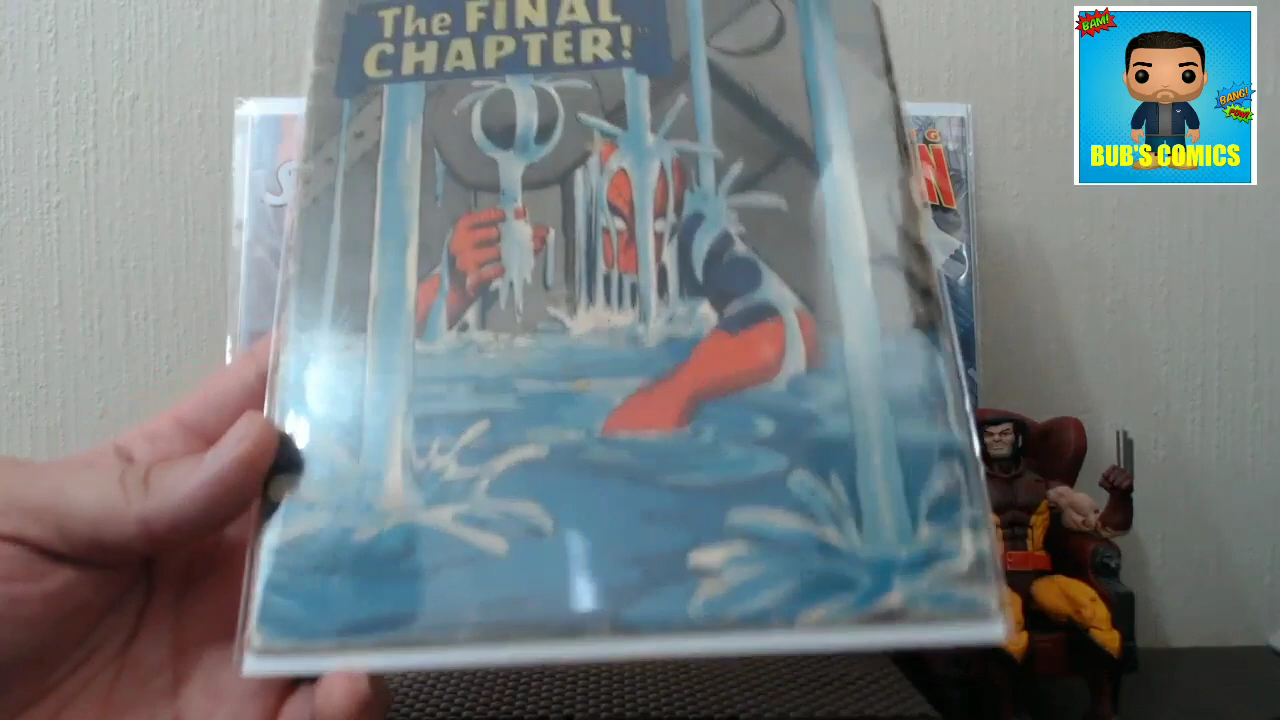 The FINAL
CHAPTER!"
BAM!
BANG!
POW!
BUB'S COMICS